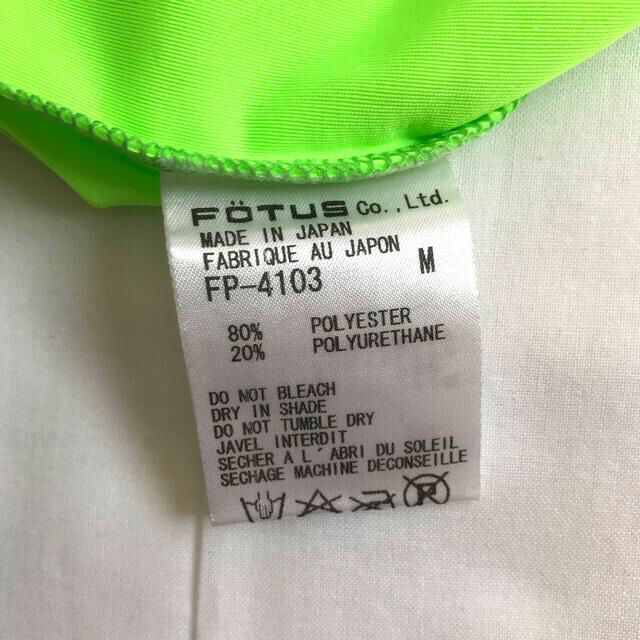 FÖTUS Co.,Ltd.
MADE IN JAPAN
FABRIQUE AU JAPON
FP-4103 M
80% POLYESTER
20% POLYURETHANE
DO NOT BLEACH
DRY IN SHADE
DO NOT TUMBLE DRY
JAVEL INTERDIT
SECHER A L'ABRI DU SOLEIL
SECHAGE MACHINE DECONSEILLE